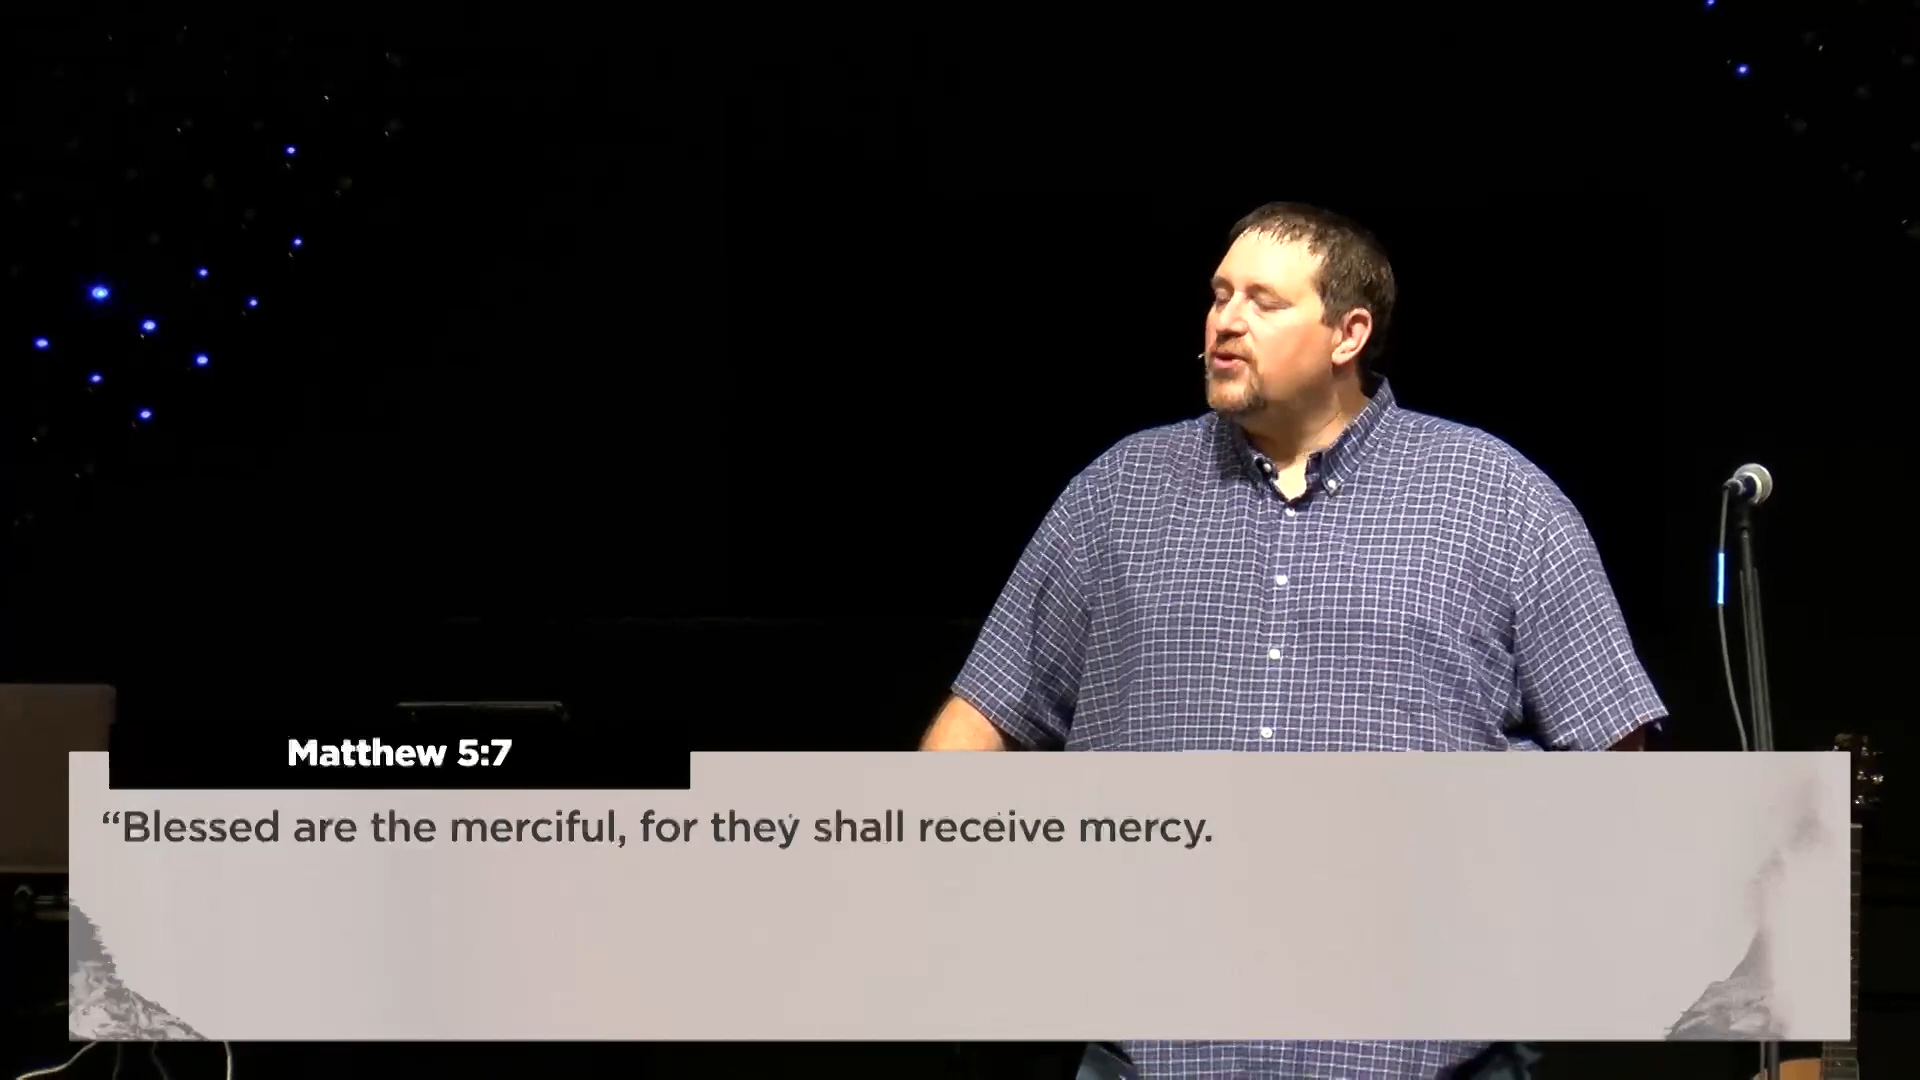 Matthew 5:7
“Blessed are the merciful, for they shall receive mercy.